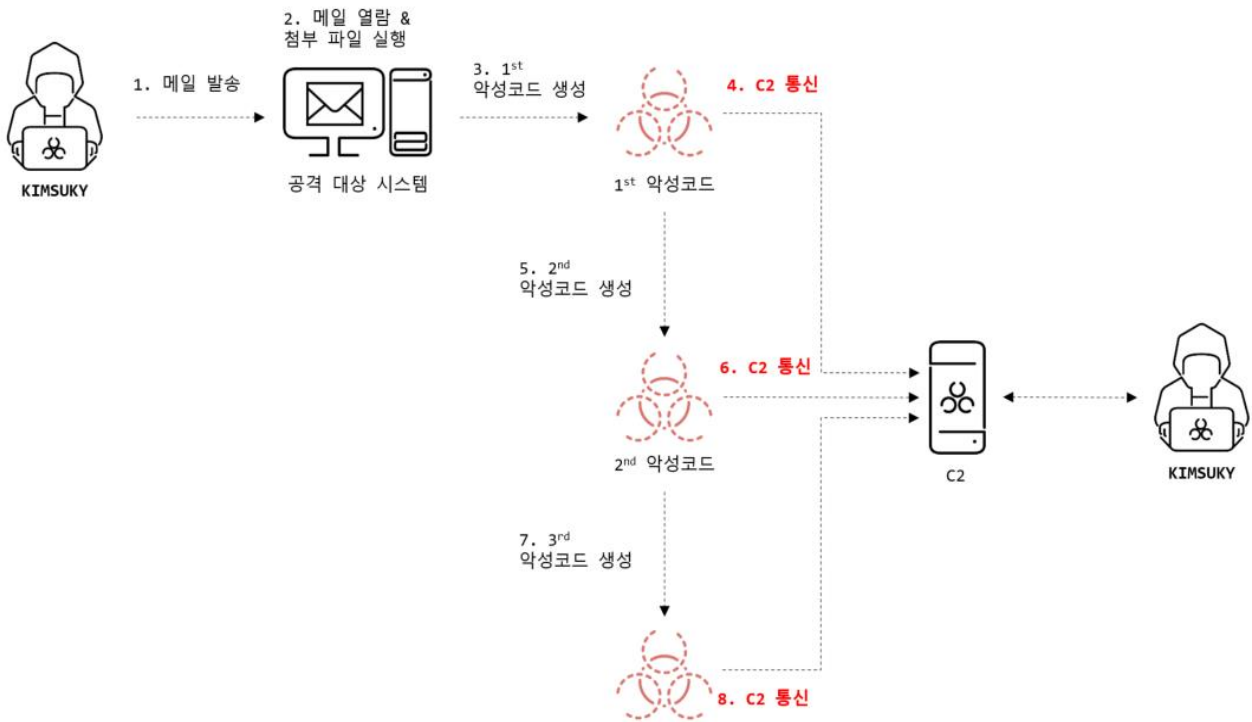 2. 메일 열람 &
첨부 파일 실행
1. 메일 발송
3. 1st
악성코드 생성
4. C2 통신
KIMSUKY
공격 대상 시스템
1st 악성코드
5. 2nd
악성코드 생성
6. C2 통신
2nd 악성코드
C2
KIMSUKY
7. 3rd
악성코드 생성
8. C2 통신